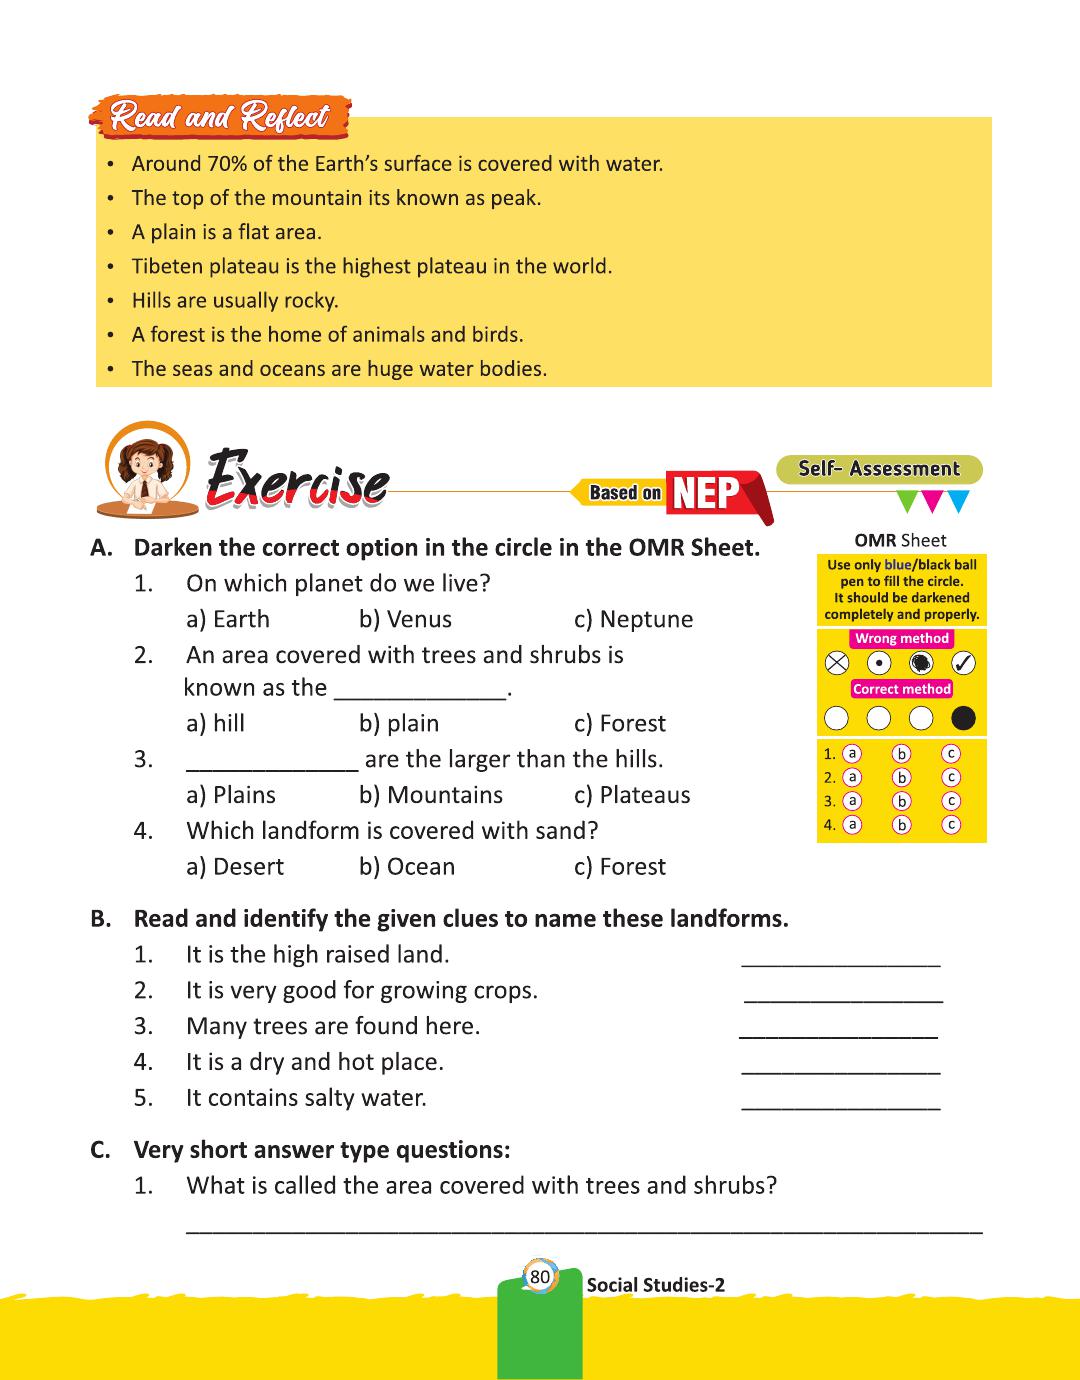 Read and Reflect
• Around 70% of the Earth's surface is covered with water.
• The top of the mountain its known as peak.
• A plain is a flat area.
• Tibeten plateau is the highest plateau in the world.
• Hills are usually rocky.
• A forest is the home of animals and birds.
• The seas and oceans are huge water bodies.
Exercise
Based on NEP
Self- Assessment
A. Darken the correct option in the circle in the OMR Sheet.
1. On which planet do we live?
a) Earth b) Venus c) Neptune
2. An area covered with trees and shrubs is
known as the _____________.
a) hill b) plain c) Forest
3. _____________ are the larger than the hills.
a) Plains b) Mountains c) Plateaus
4. Which landform is covered with sand?
a) Desert b) Ocean c) Forest
OMR Sheet
Use only blue/black ball
pen to fill the circle.
It should be darkened
completely and properly.
Wrong method
Correct method
1. a b c
2. a b c
3. a b c
4. a b c
B. Read and identify the given clues to name these landforms.
1. It is the high raised land. _______________
2. It is very good for growing crops. _______________
3. Many trees are found here. _______________
4. It is a dry and hot place. _______________
5. It contains salty water. _______________
C. Very short answer type questions:
1. What is called the area covered with trees and shrubs?
____________________________________________________________
80
Social Studies-2